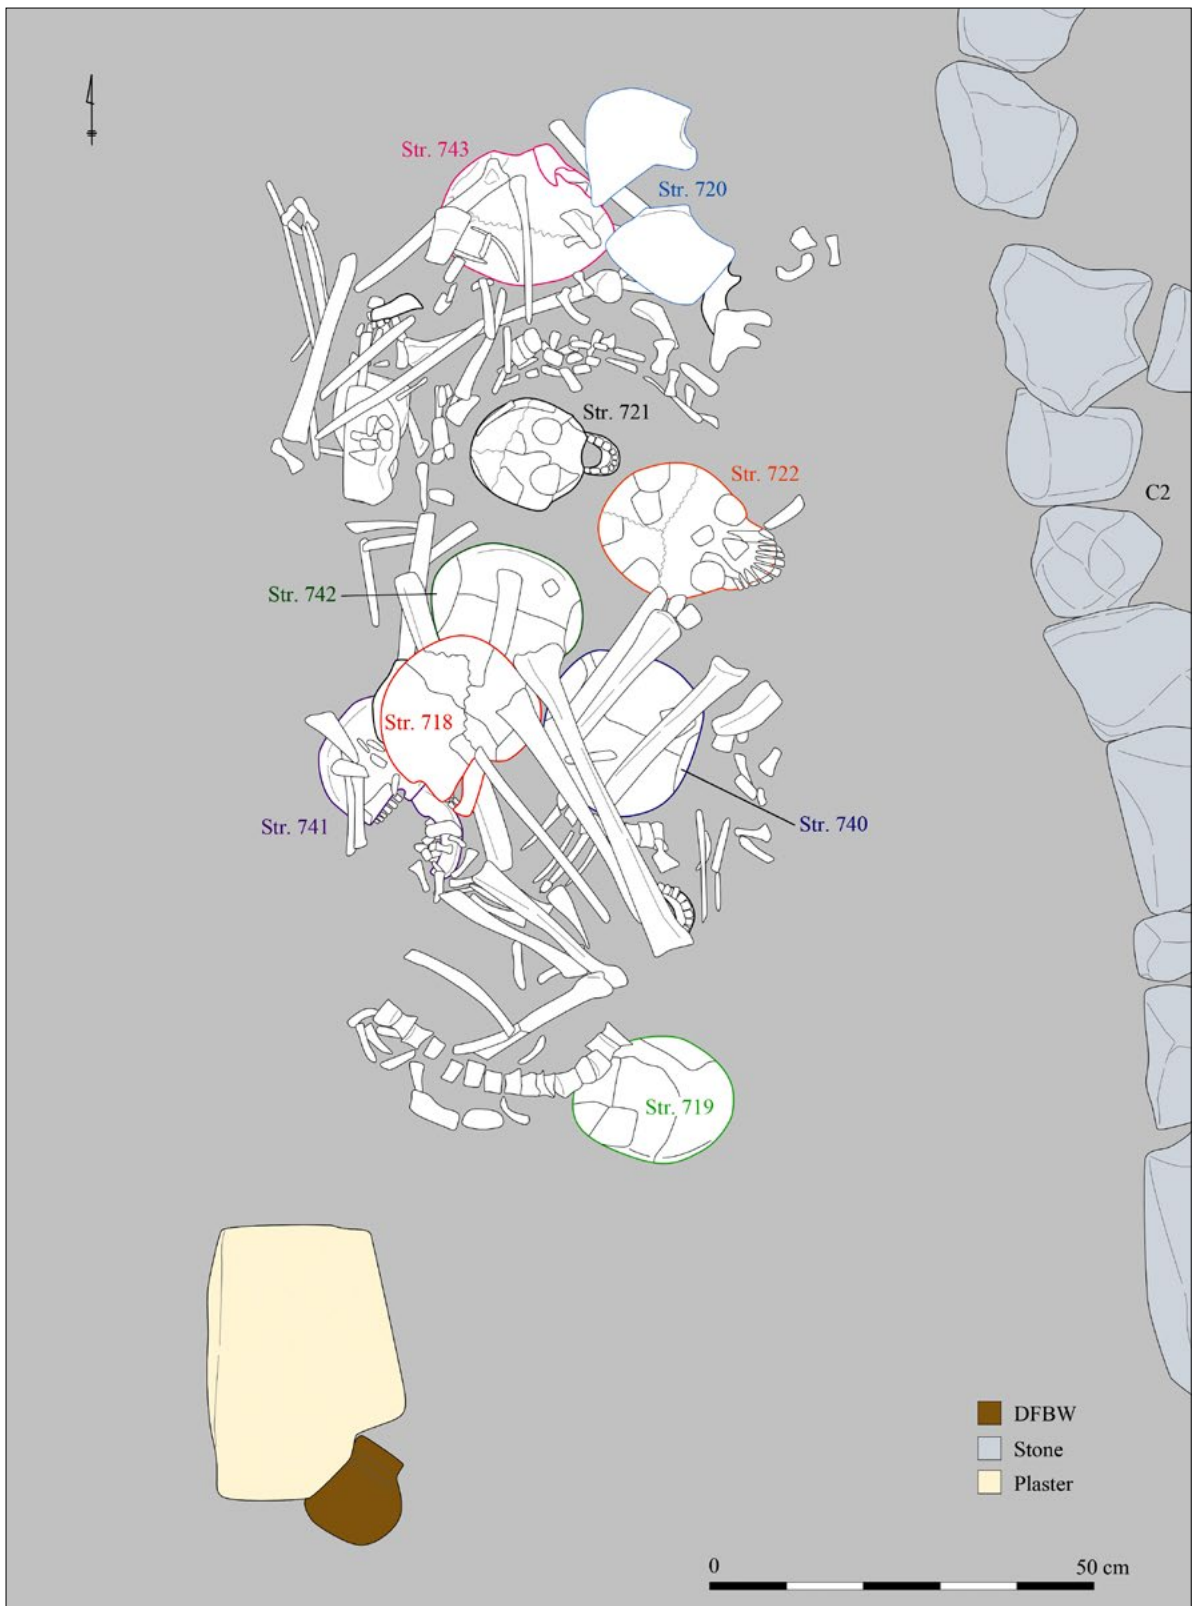 Str. 743
Str. 720
Str. 721
Str. 722
C2
Str. 742
Str. 718
Str. 741
Str. 740
Str. 719
DFBW
Stone
Plaster
0 50 cm